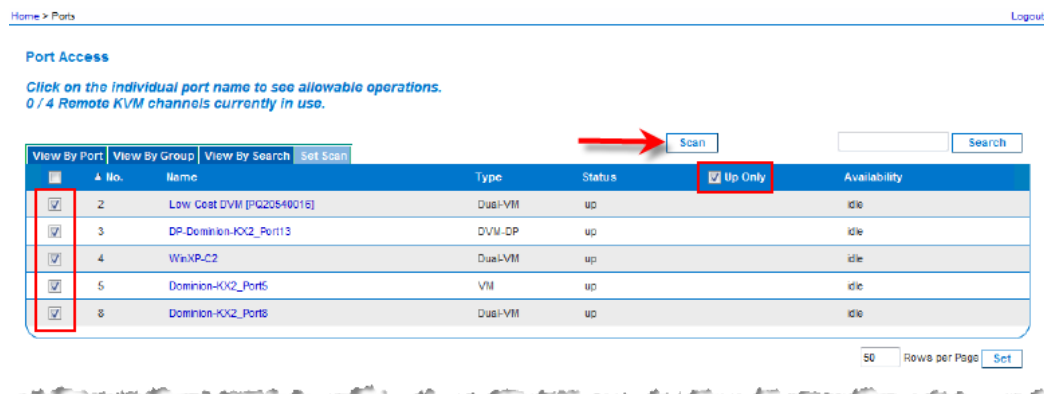 Home > Ports
Logout
Port Access
Click on the individual port name to see allowable operations.
0 / 4 Remote KVM channels currently in use.
Scan
Search
View By Port View By Group View By Search Set Scan
▲ No. Name Type Status Up Only Availability
2 Low Cost DVM [PQ20540016] Dual-VM up idle
3 DP-Dominion-KX2_Port13 DVM-DP up idle
4 WinXP-C2 Dual-VM up idle
5 Dominion-KX2_Port5 VM up idle
8 Dominion-KX2_Port8 Dual-VM up idle
50 Rows per Page Set